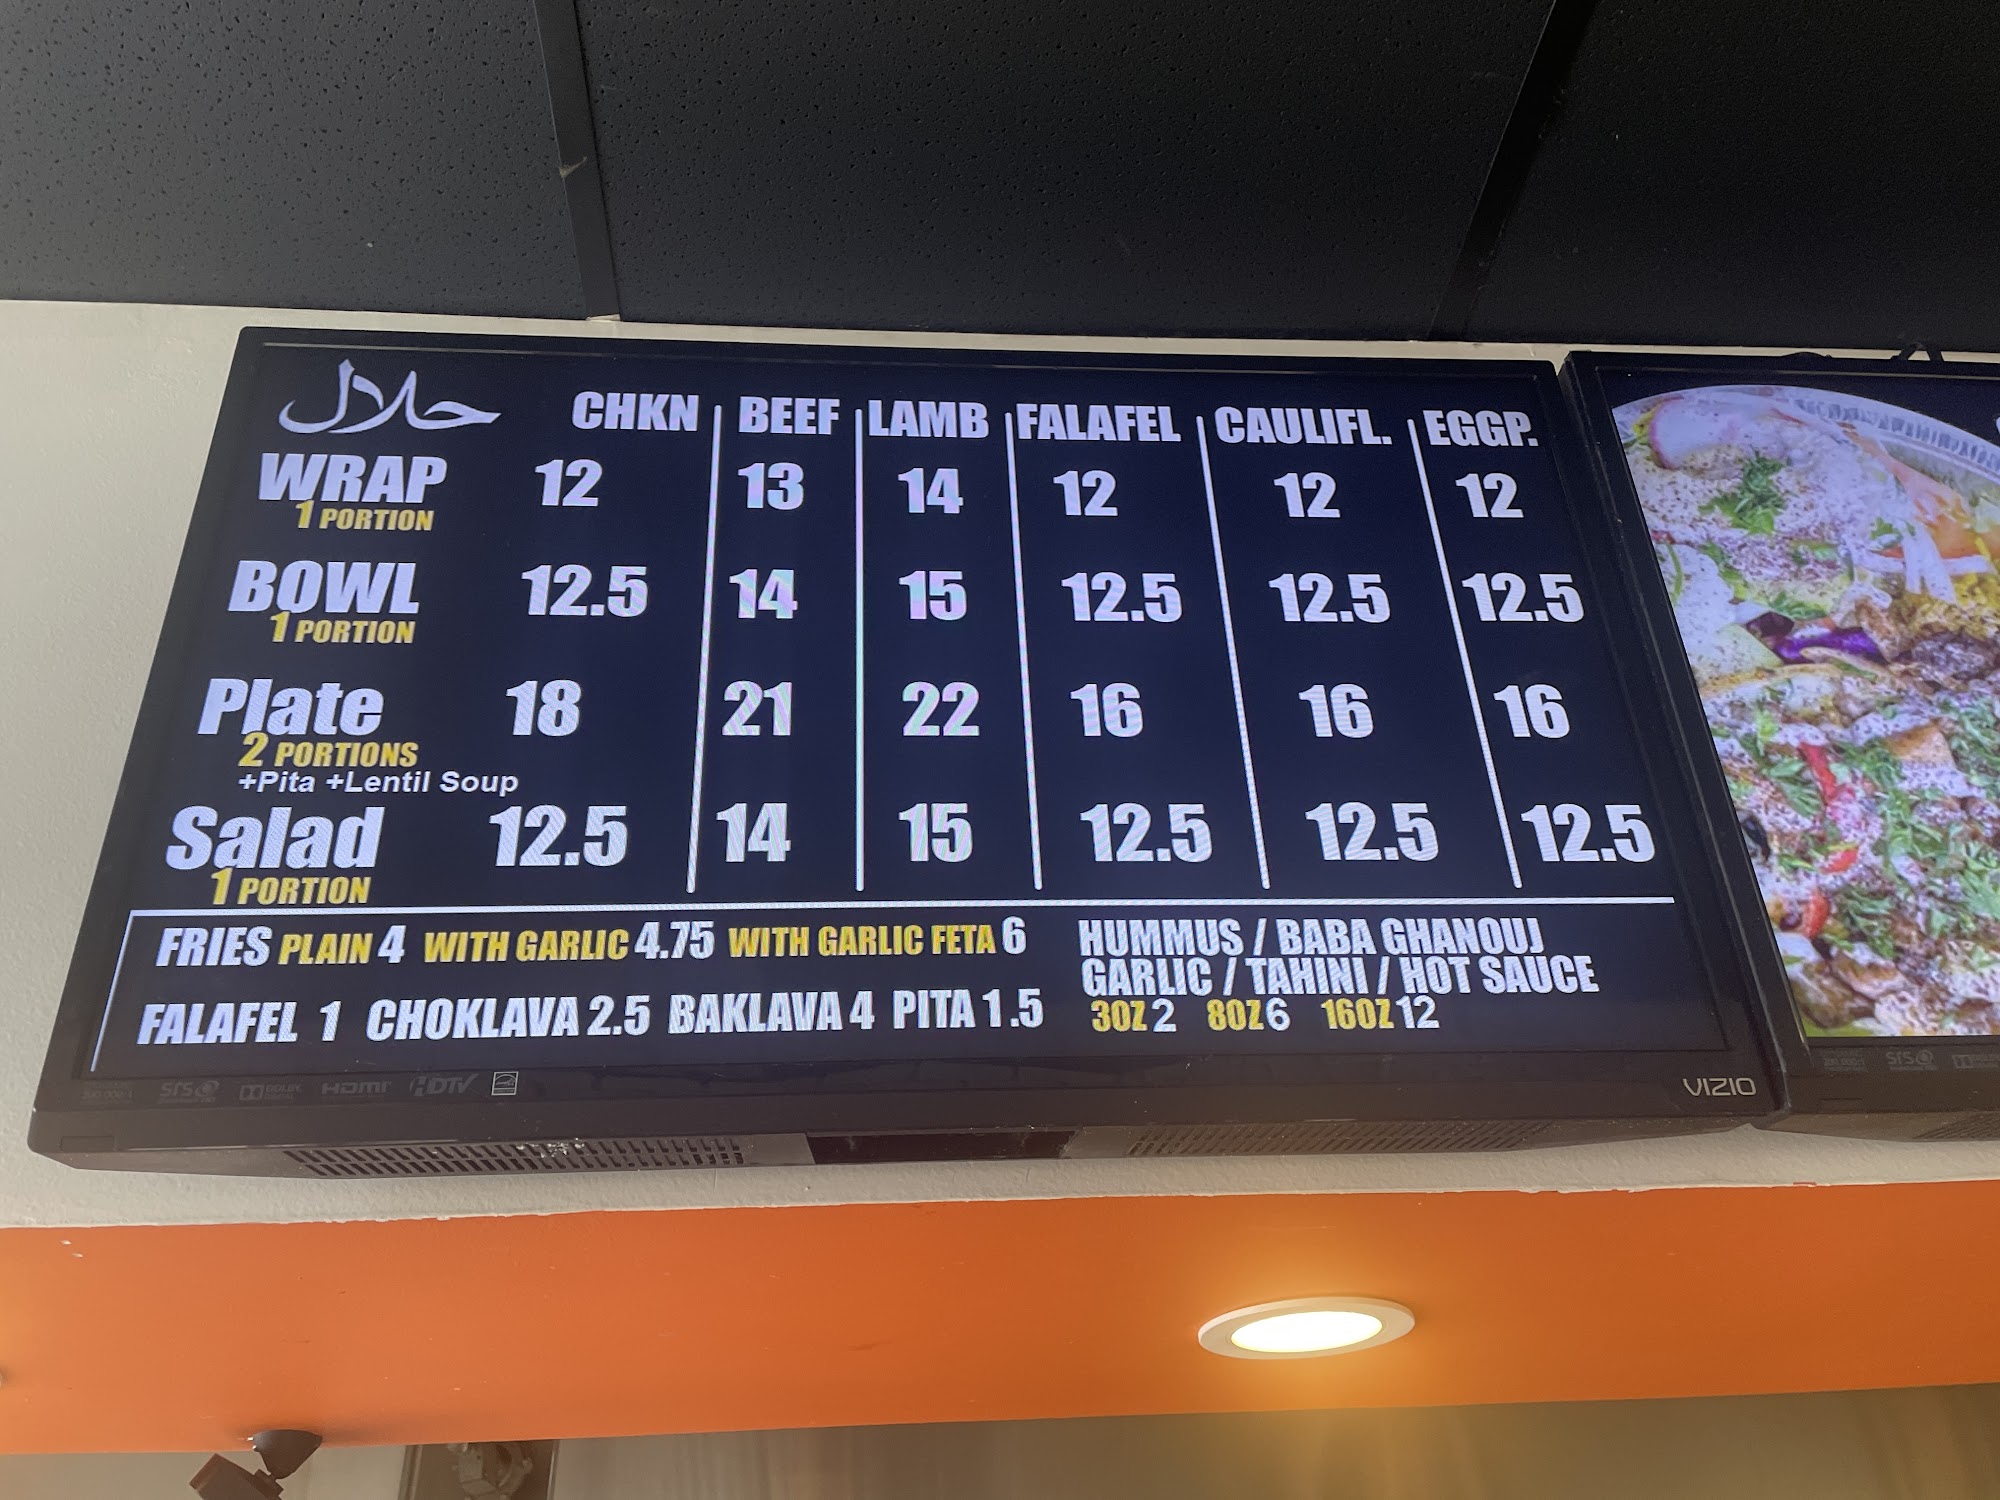 حلال CHKN BEEF LAMB FALAFEL CAULIFL. EGGP.
WRAP 12 13 14 12 12 12
1 PORTION
BOWL 12.5 14 15 12.5 12.5 12.5
1 PORTION
Plate 18 21 22 16 16 16
2 PORTIONS
+Pita +Lentil Soup
Salad 12.5 14 15 12.5 12.5 12.5
1 PORTION
FRIES PLAIN 4 WITH GARLIC 4.75 WITH GARLIC FETA 6
FALAFEL 1 CHOKLAVA 2.5 BAKLAVA 4 PITA 1.5
HUMMUS / BABA GHANOUJ
GARLIC / TAHINI / HOT SAUCE
3OZ 2 8OZ 6 16OZ 12
SRS DOLBY HDMI HDTV
VIZIO